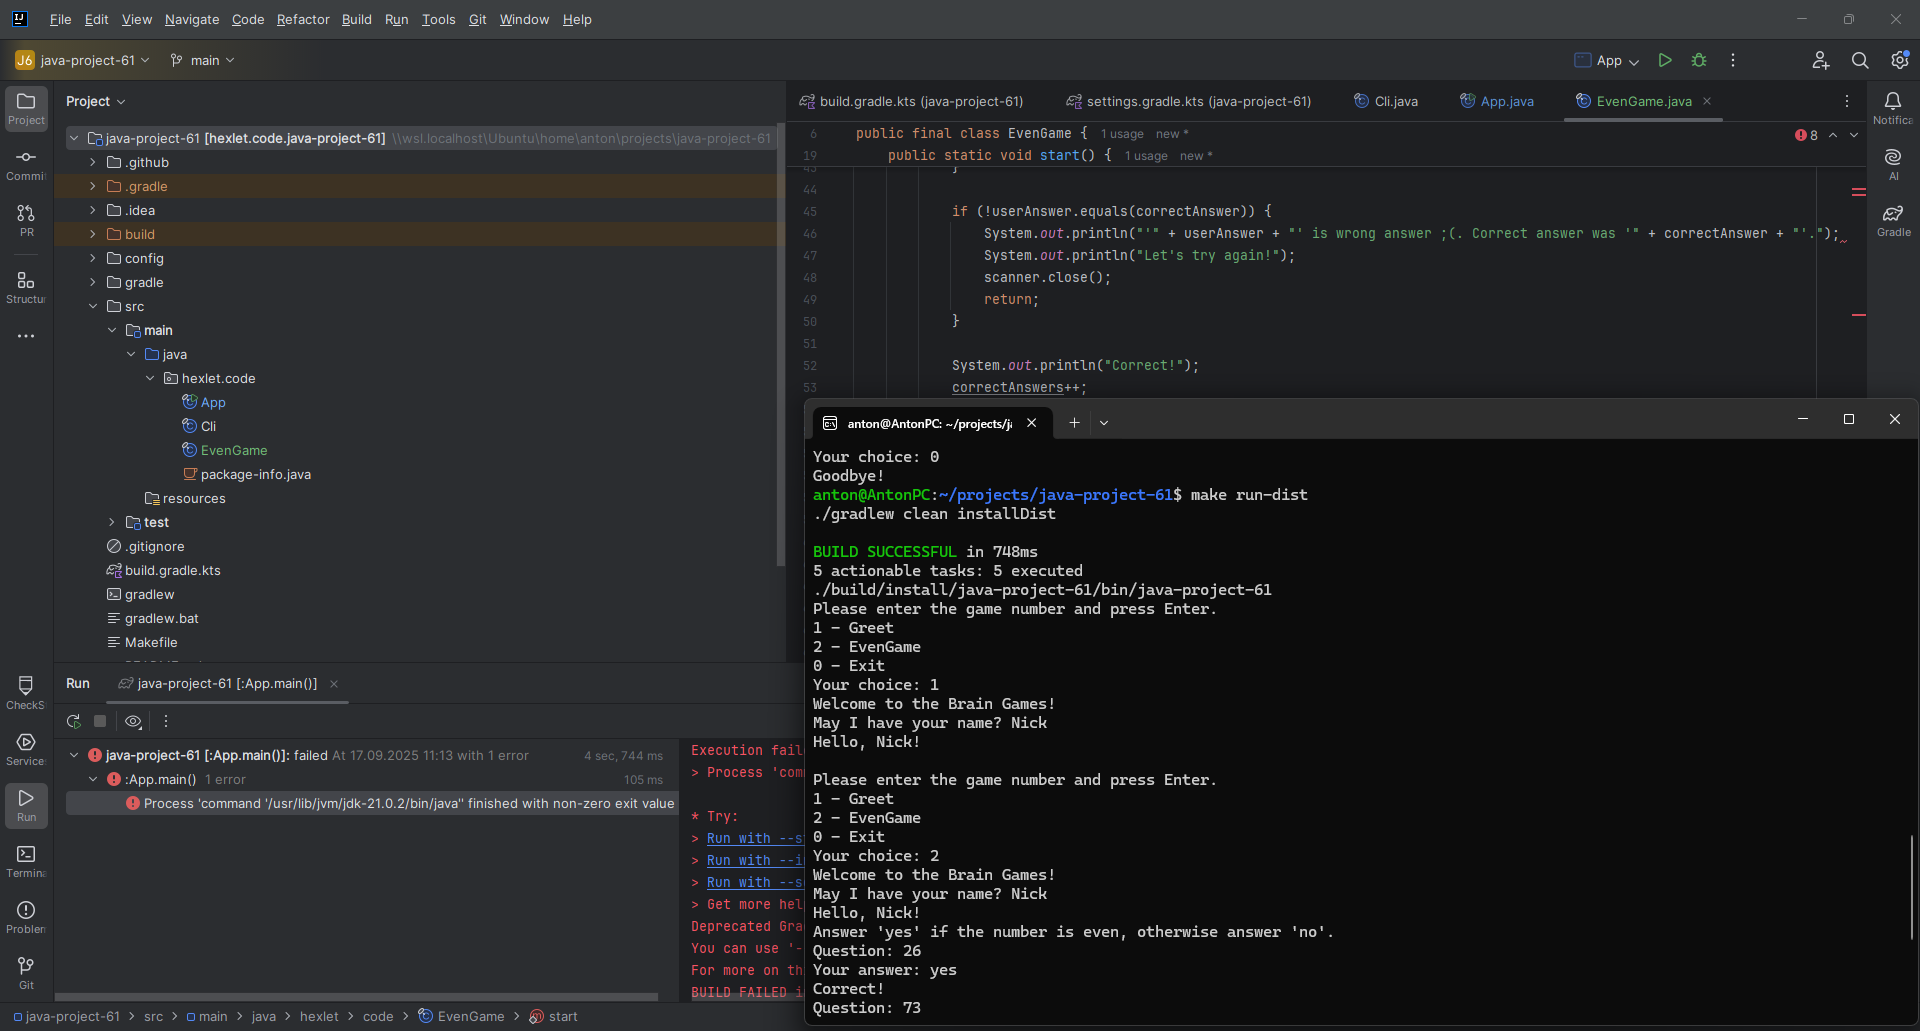 File Edit View Navigate Code Refactor Build Run Tools Git Window Help
J6 java-project-61 main App
Project
Commi
PR
Structur
CheckS
Service
Run
Termina
Problem
Git
Project
java-project-61 [hexlet.code.java-project-61] \\wsl.localhost\Ubuntu\home\anton\projects\java-project-61
.github
.gradle
.idea
build
config
gradle
src
main
java
hexlet.code
App
Cli
EvenGame
package-info.java
resources
test
.gitignore
build.gradle.kts
gradlew
gradlew.bat
Makefile
build.gradle.kts (java-project-61) settings.gradle.kts (java-project-61) Cli.java App.java EvenGame.java
6 public final class EvenGame { 1 usage new *
8
19 public static void start() { 1 usage new *
43 }
44
45 if (!userAnswer.equals(correctAnswer)) {
46 System.out.println("'" + userAnswer + "' is wrong answer ;(. Correct answer was '" + correctAnswer + "'.");
47 System.out.println("Let's try again!");
48 scanner.close();
49 return;
50 }
51
52 System.out.println("Correct!");
53 correctAnswers++;
Notifica
AI
Gradle
Run java-project-61 [:App.main()]
java-project-61 [:App.main()]: failed At 17.09.2025 11:13 with 1 error 4 sec, 744 ms
:App.main() 1 error 105 ms
Process 'command '/usr/lib/jvm/jdk-21.0.2/bin/java'' finished with non-zero exit value
Execution fail
> Process 'com
* Try:
> Run with --s
> Run with --i
> Run with --s
> Get more hel
Deprecated Gra
You can use '-
For more on th
BUILD FAILED i
anton@AntonPC: ~/projects/ja
Your choice: 0
Goodbye!
anton@AntonPC:~/projects/java-project-61$ make run-dist
./gradlew clean installDist
BUILD SUCCESSFUL in 748ms
5 actionable tasks: 5 executed
./build/install/java-project-61/bin/java-project-61
Please enter the game number and press Enter.
1 - Greet
2 - EvenGame
0 - Exit
Your choice: 1
Welcome to the Brain Games!
May I have your name? Nick
Hello, Nick!
Please enter the game number and press Enter.
1 - Greet
2 - EvenGame
0 - Exit
Your choice: 2
Welcome to the Brain Games!
May I have your name? Nick
Hello, Nick!
Answer 'yes' if the number is even, otherwise answer 'no'.
Question: 26
Your answer: yes
Correct!
Question: 73
java-project-61 > src > main > java > hexlet > code > EvenGame > start